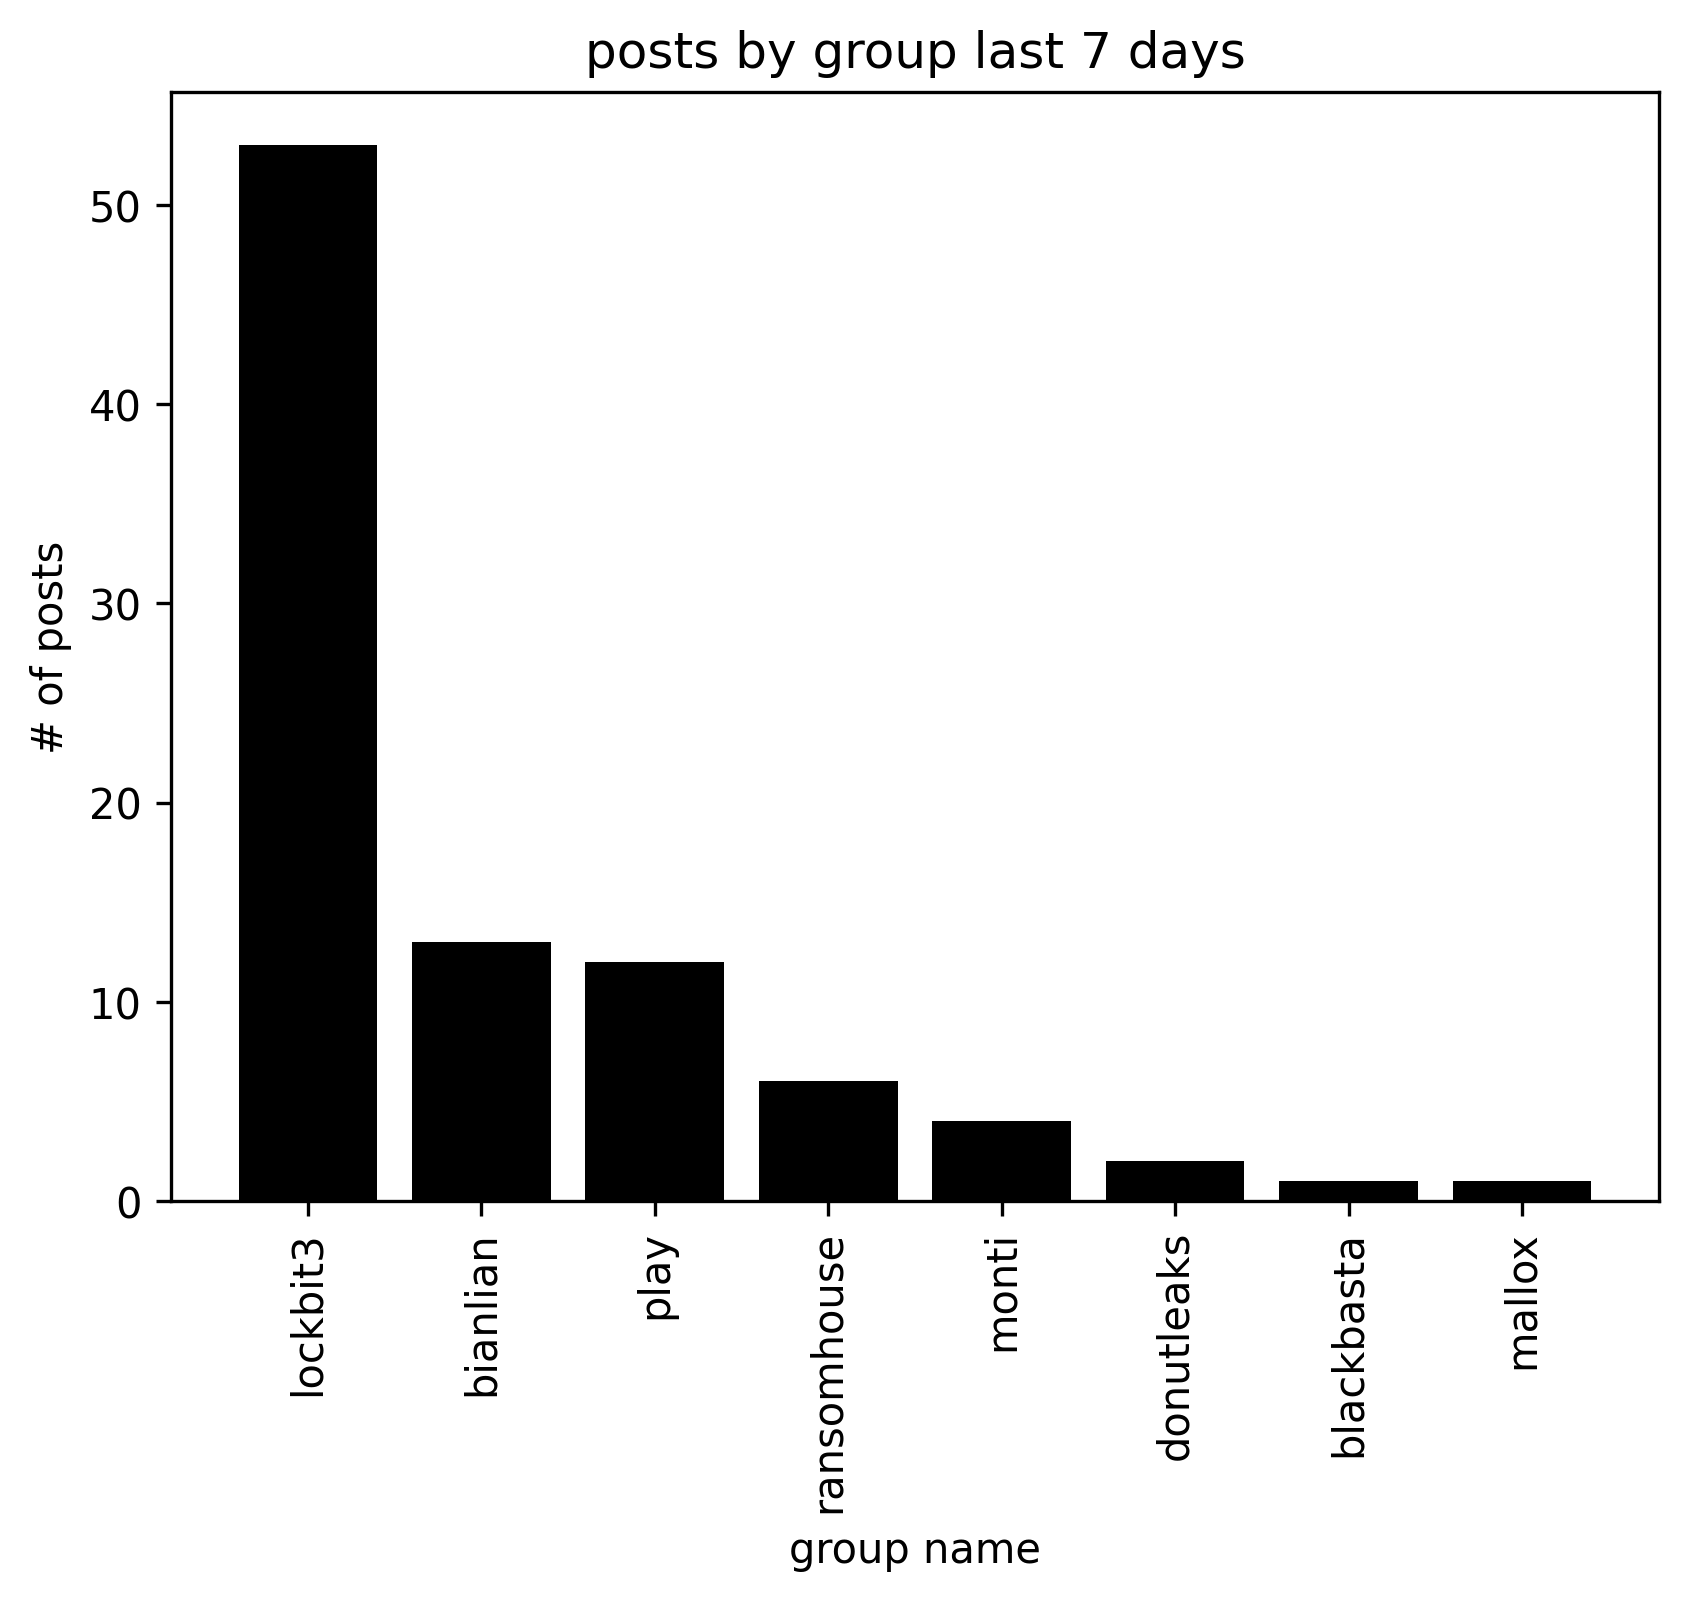 posts by group last 7 days
# of posts
50
40
30
20
10
0
lockbit3
bianlian
play
ransomhouse
monti
donutleaks
blackbasta
mallox
group name